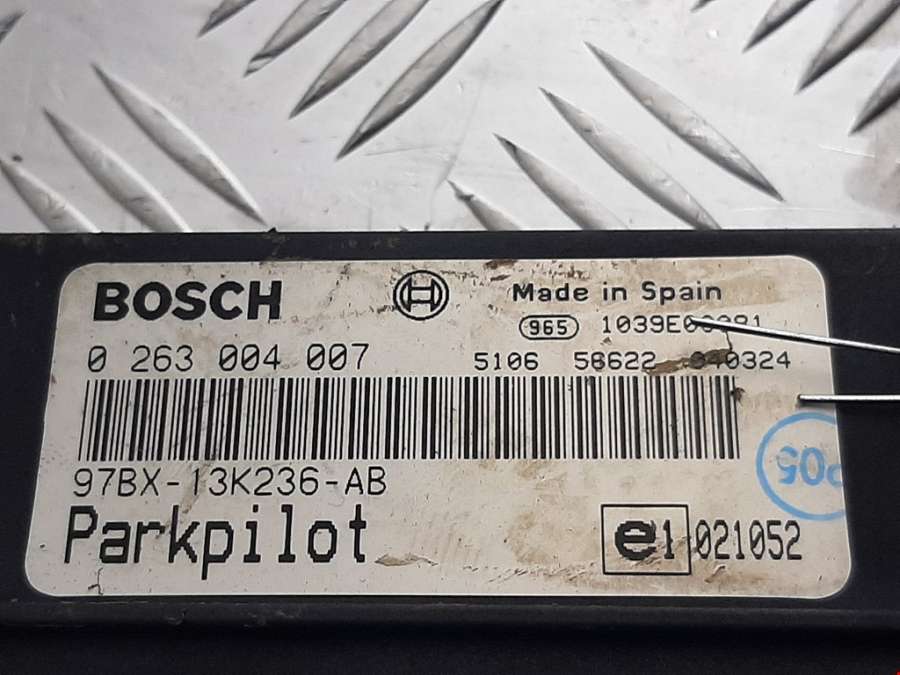 BOSCH
Made in Spain
965
0 263 004 007
5106 58622
97BX-13K236-AB
Parkpilot
e1 021052